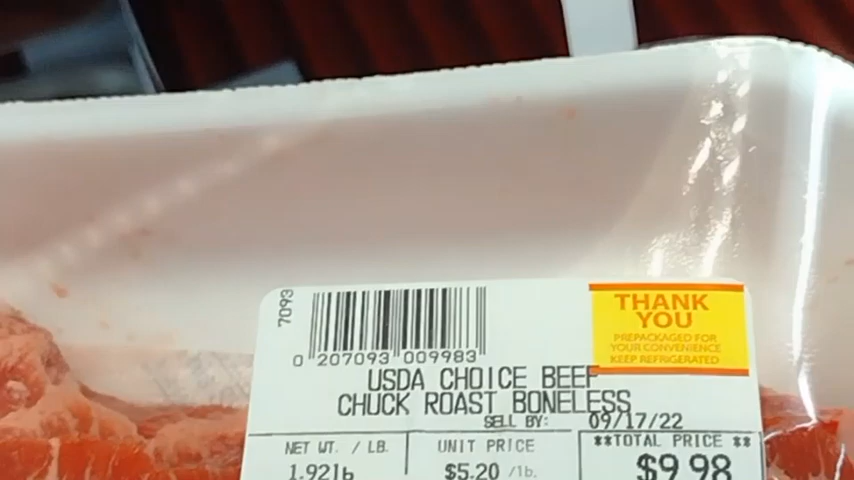 7093
THANK
YOU
PREPACKAGED FOR
YOUR CONVENIENCE
KEEP REFRIGERATED
0 207093 009983
USDA CHOICE BEEF
CHUCK ROAST BONELESS
SELL BY: 09/17/22
NET WT. / LB. UNIT PRICE **TOTAL PRICE **
1.92lb $5.20 /lb. $9.98